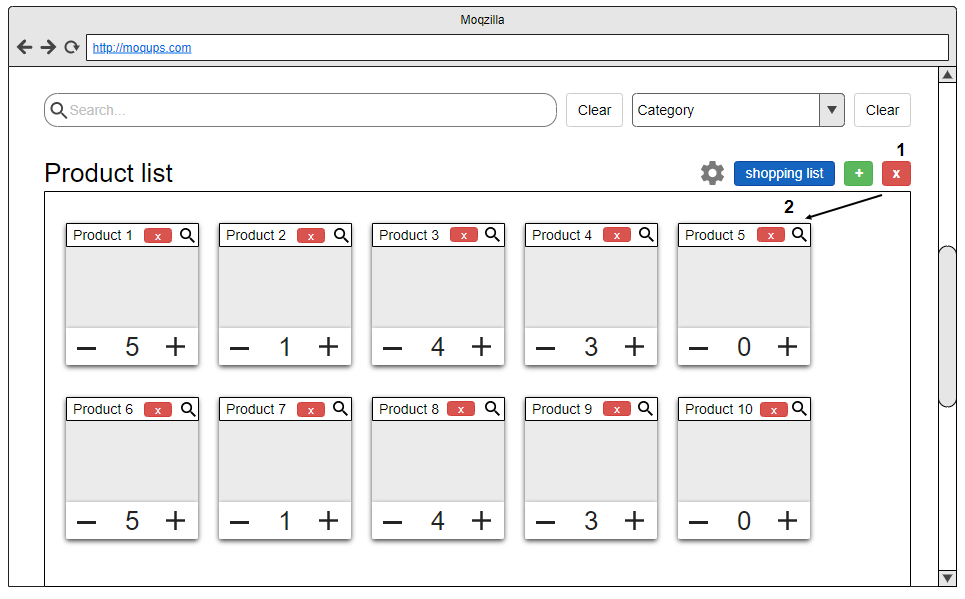 Moqzilla
http://moqups.com
Search...
Clear
Category
Clear
1
Product list
shopping list
+
x
2
Product 1 x
Product 2 x
Product 3 x
Product 4 x
Product 5 x
— 5 +
— 1 +
— 4 +
— 3 +
— 0 +
Product 6 x
Product 7 x
Product 8 x
Product 9 x
Product 10 x
— 5 +
— 1 +
— 4 +
— 3 +
— 0 +